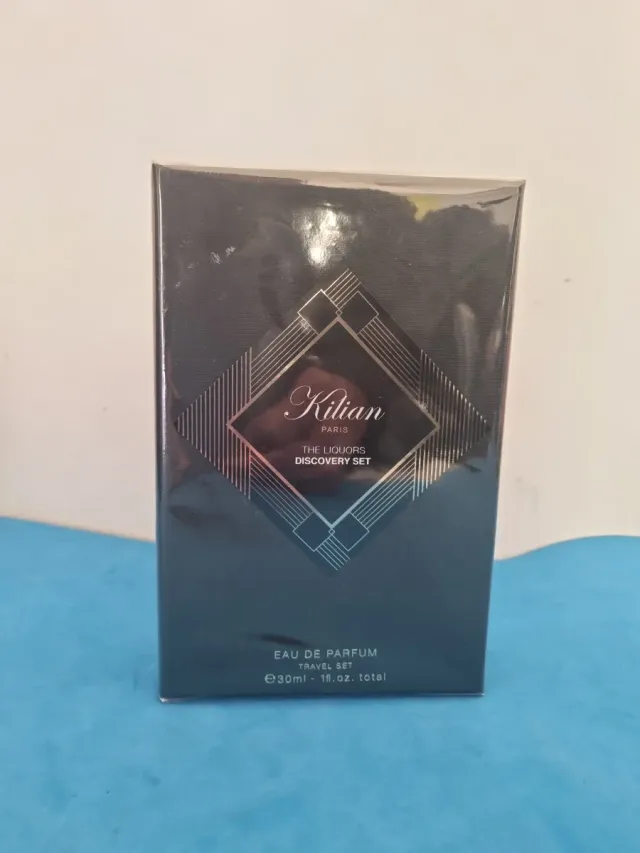 Kilian
PARIS
THE LIQUORS
DISCOVERY SET
EAU DE PARFUM
TRAVEL SET
℮30ml - 1fl.oz. total